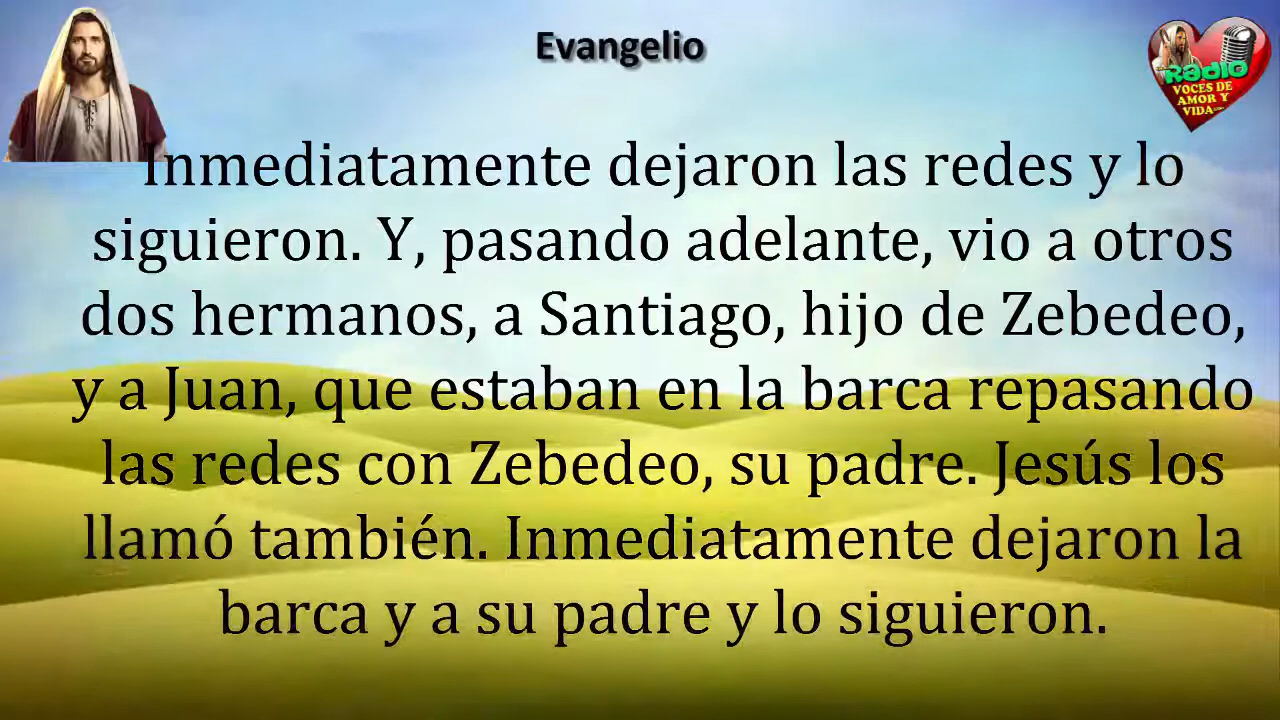 Evangelio
Radio
VOCES DE
AMOR Y
VIDA
Inmediatamente dejaron las redes y lo
siguieron. Y, pasando adelante, vio a otros
dos hermanos, a Santiago, hijo de Zebedeo,
y a Juan, que estaban en la barca repasando
las redes con Zebedeo, su padre. Jesús los
llamó también. Inmediatamente dejaron la
barca y a su padre y lo siguieron.